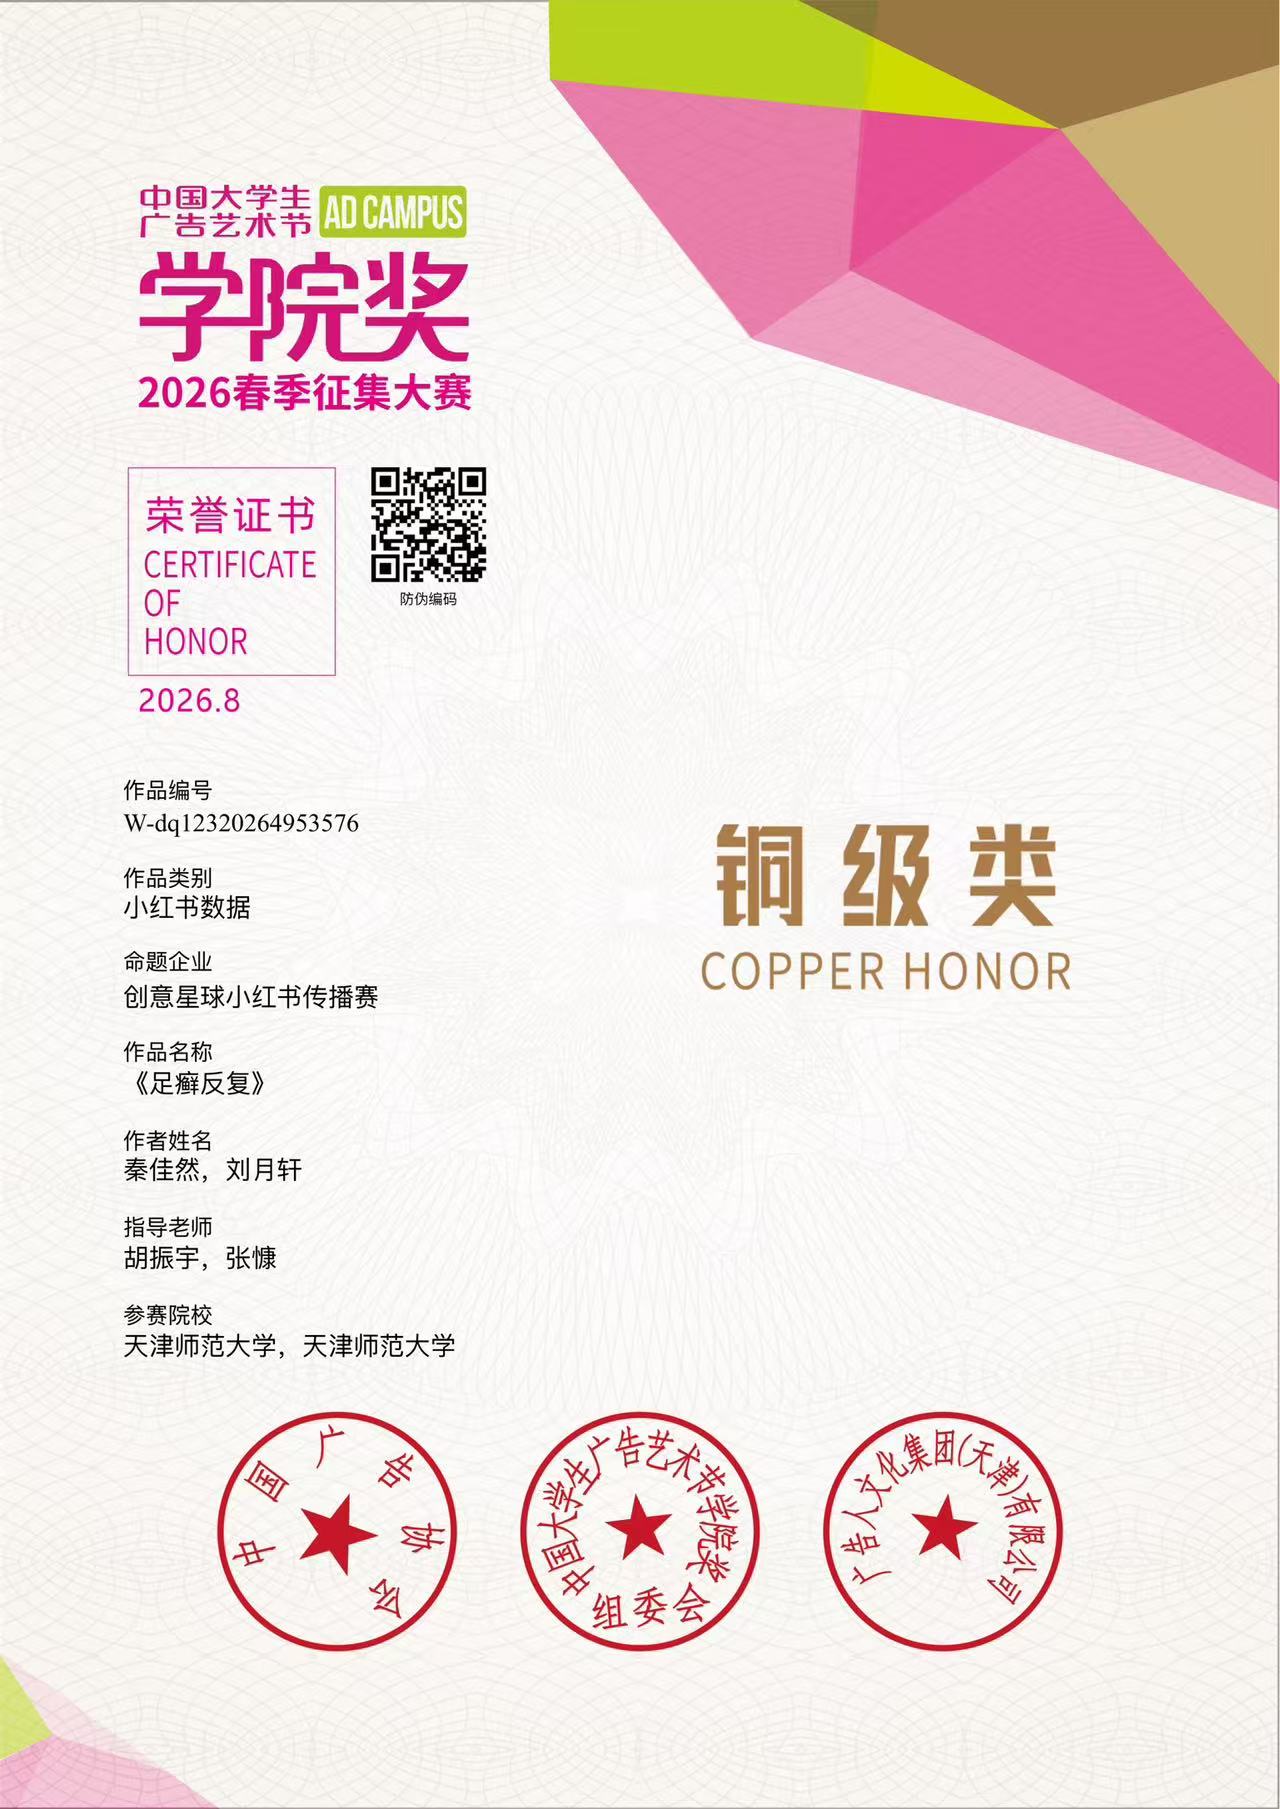 中国大学生
广告艺术节
AD CAMPUS
学院奖
2026春季征集大赛
荣誉证书
CERTIFICATE
OF
HONOR
防伪编码
2026.8
作品编号
W-dq12320264953576
作品类别
小红书数据
命题企业
创意星球小红书传播赛
作品名称
《足癣反复》
作者姓名
秦佳然，刘月轩
指导老师
胡振宇，张慷
参赛院校
天津师范大学，天津师范大学
铜级类
COPPER HONOR
中国广告协会
中国大学生广告艺术节学院奖
组委会
广告人文化集团(天津)有限公司